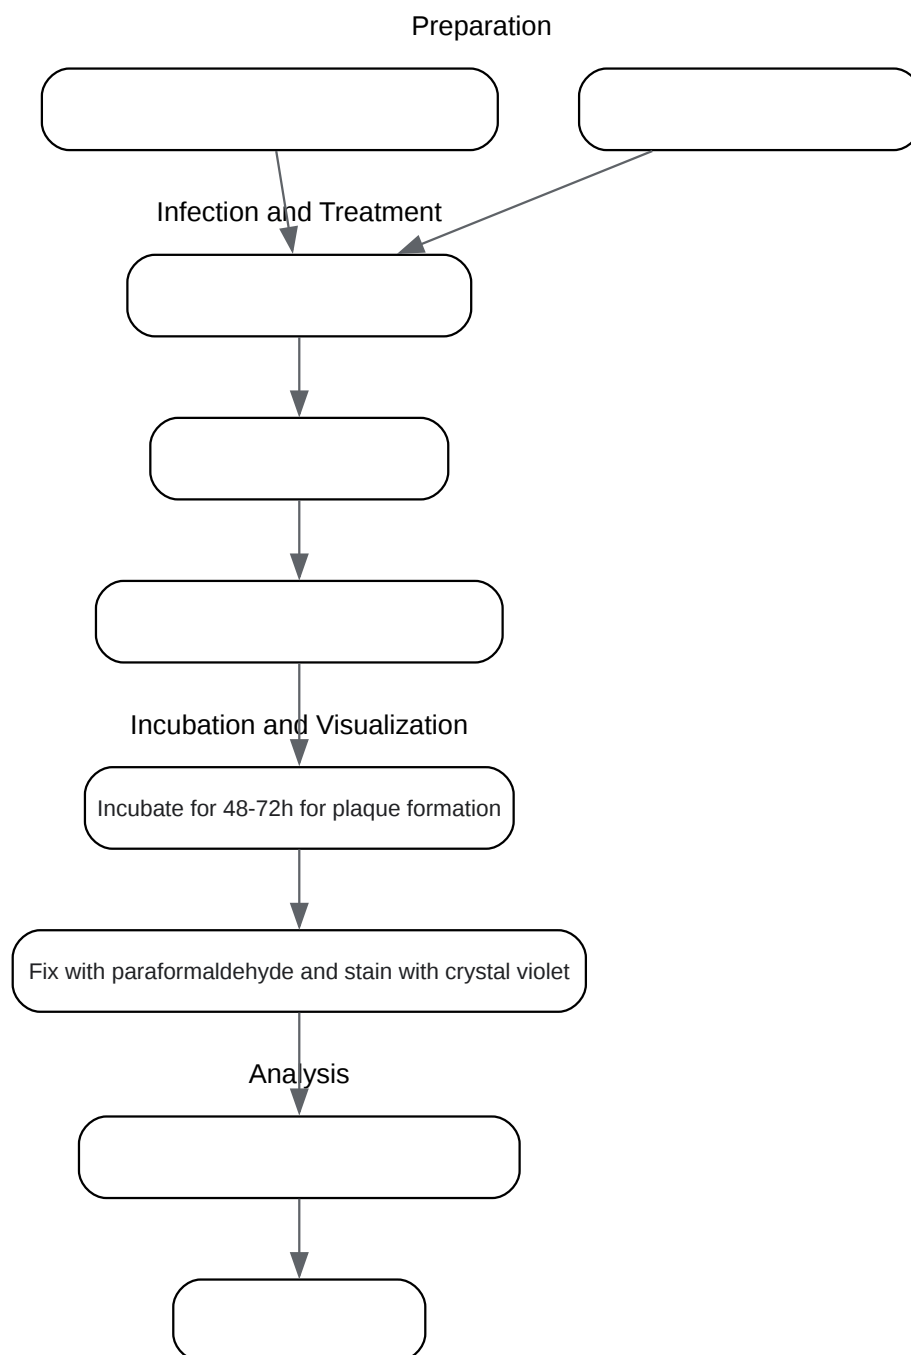 Preparation
Infection and Treatment
Incubation and Visualization
Incubate for 48-72h for plaque formation
Fix with paraformaldehyde and stain with crystal violet
Analysis